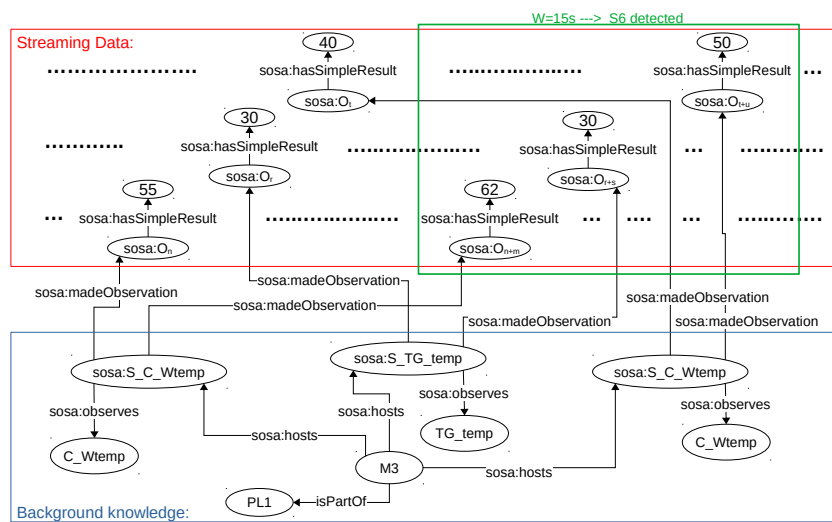 W=15s ---> S6 detected
Streaming Data:
40
50
sosa:hasSimpleResult
sosa:hasSimpleResult
sosa:Ot
sosa:Ot+u
30
30
sosa:hasSimpleResult
sosa:hasSimpleResult
sosa:Or
sosa:Or+s
55
62
sosa:hasSimpleResult
sosa:hasSimpleResult
sosa:On
sosa:On+m
sosa:madeObservation
sosa:madeObservation
sosa:madeObservation
sosa:madeObservation
sosa:madeObservation
sosa:madeObservation
sosa:S_C_Wtemp
sosa:S_TG_temp
sosa:S_C_Wtemp
sosa:observes
sosa:observes
sosa:observes
sosa:hosts
TG_temp
sosa:hosts
C_Wtemp
C_Wtemp
M3
sosa:hosts
PL1
isPartOf
Background knowledge: